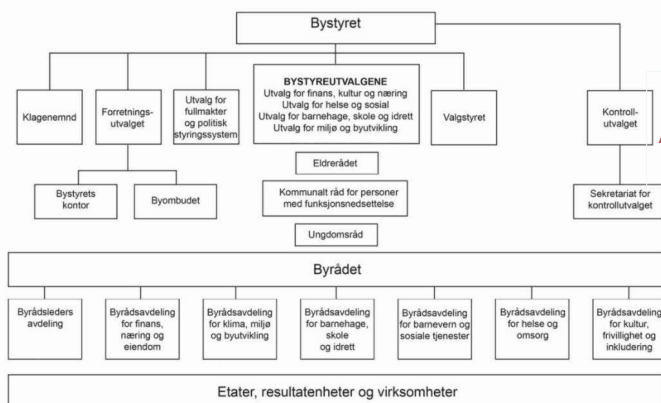 Bystyret
Klagenemnd
Forretnings-
utvalget
Utvalg for
fullmakter
og politisk
styringssystem
BYSTYREUTVALGENE
Utvalg for finans, kultur og næring
Utvalg for helse og sosial
Utvalg for barnehage, skole og idrett
Utvalg for miljø og byutvikling
Valgstyret
Kontroll-
utvalget
Eldrerådet
Bystyrets
kontor
Byombudet
Kommunalt råd for personer
med funksjonsnedsettelse
Sekretariat for
kontrollutvalget
Ungdomsråd
Byrådet
Byrådsleders
avdeling
Byrådsavdeling
for finans,
næring og
eiendom
Byrådsavdeling
for klima, miljø
og byutvikling
Byrådsavdeling
for barnehage,
skole
og idrett
Byrådsavdeling
for barnevern og
sosiale tjenester
Byrådsavdeling
for helse og
omsorg
Byrådsavdeling
for kultur,
frivillighet og
inkludering
Etater, resultatenheter og virksomheter